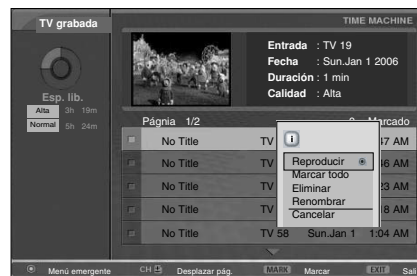 TV grabada
TIME MACHINE
Entrada : TV 19
Fecha : Sun.Jan 1 2006
Duración : 1 min
Calidad : Alta
Esp. lib.
Alta 3h 19m
Normal 5h 24m
Págnia 1/2 Marcado
No Title TV 47 AM
No Title TV 46 AM
No Title TV 23 AM
No Title TV 18 AM
No Title TV 58 Sun.Jan 1 1:04 AM
i
Reproducir
Marcar todo
Eliminar
Renombrar
Cancelar
Menú emergente CH Desplazar pág. MARK Marcar EXIT Sali